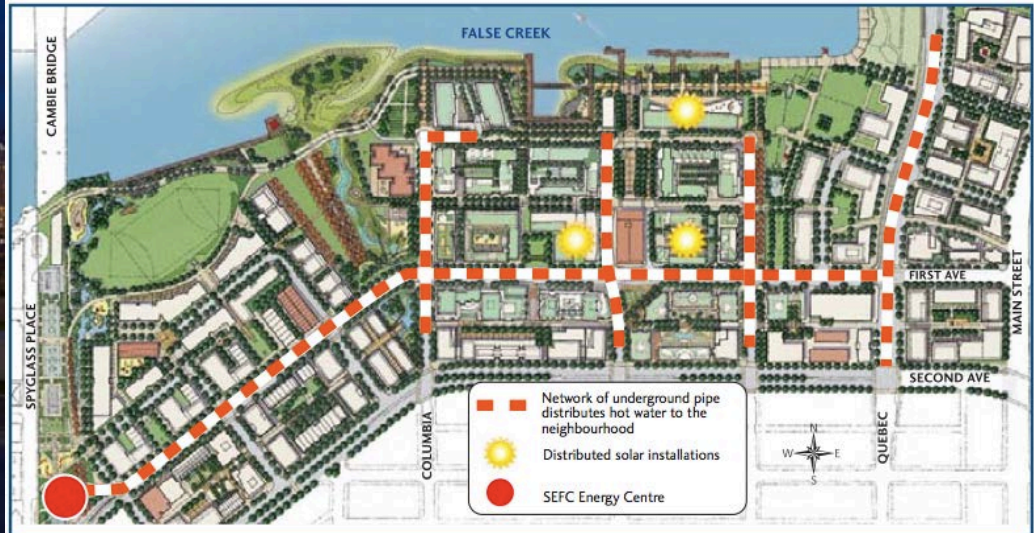 FALSE CREEK
CAMBIE BRIDGE
SPYGLASS PLACE
FIRST AVE
MAIN STREET
SECOND AVE
COLUMBIA
QUEBEC
Network of underground pipe
distributes hot water to the
neighbourhood
Distributed solar installations
SEFC Energy Centre
N
W E
S